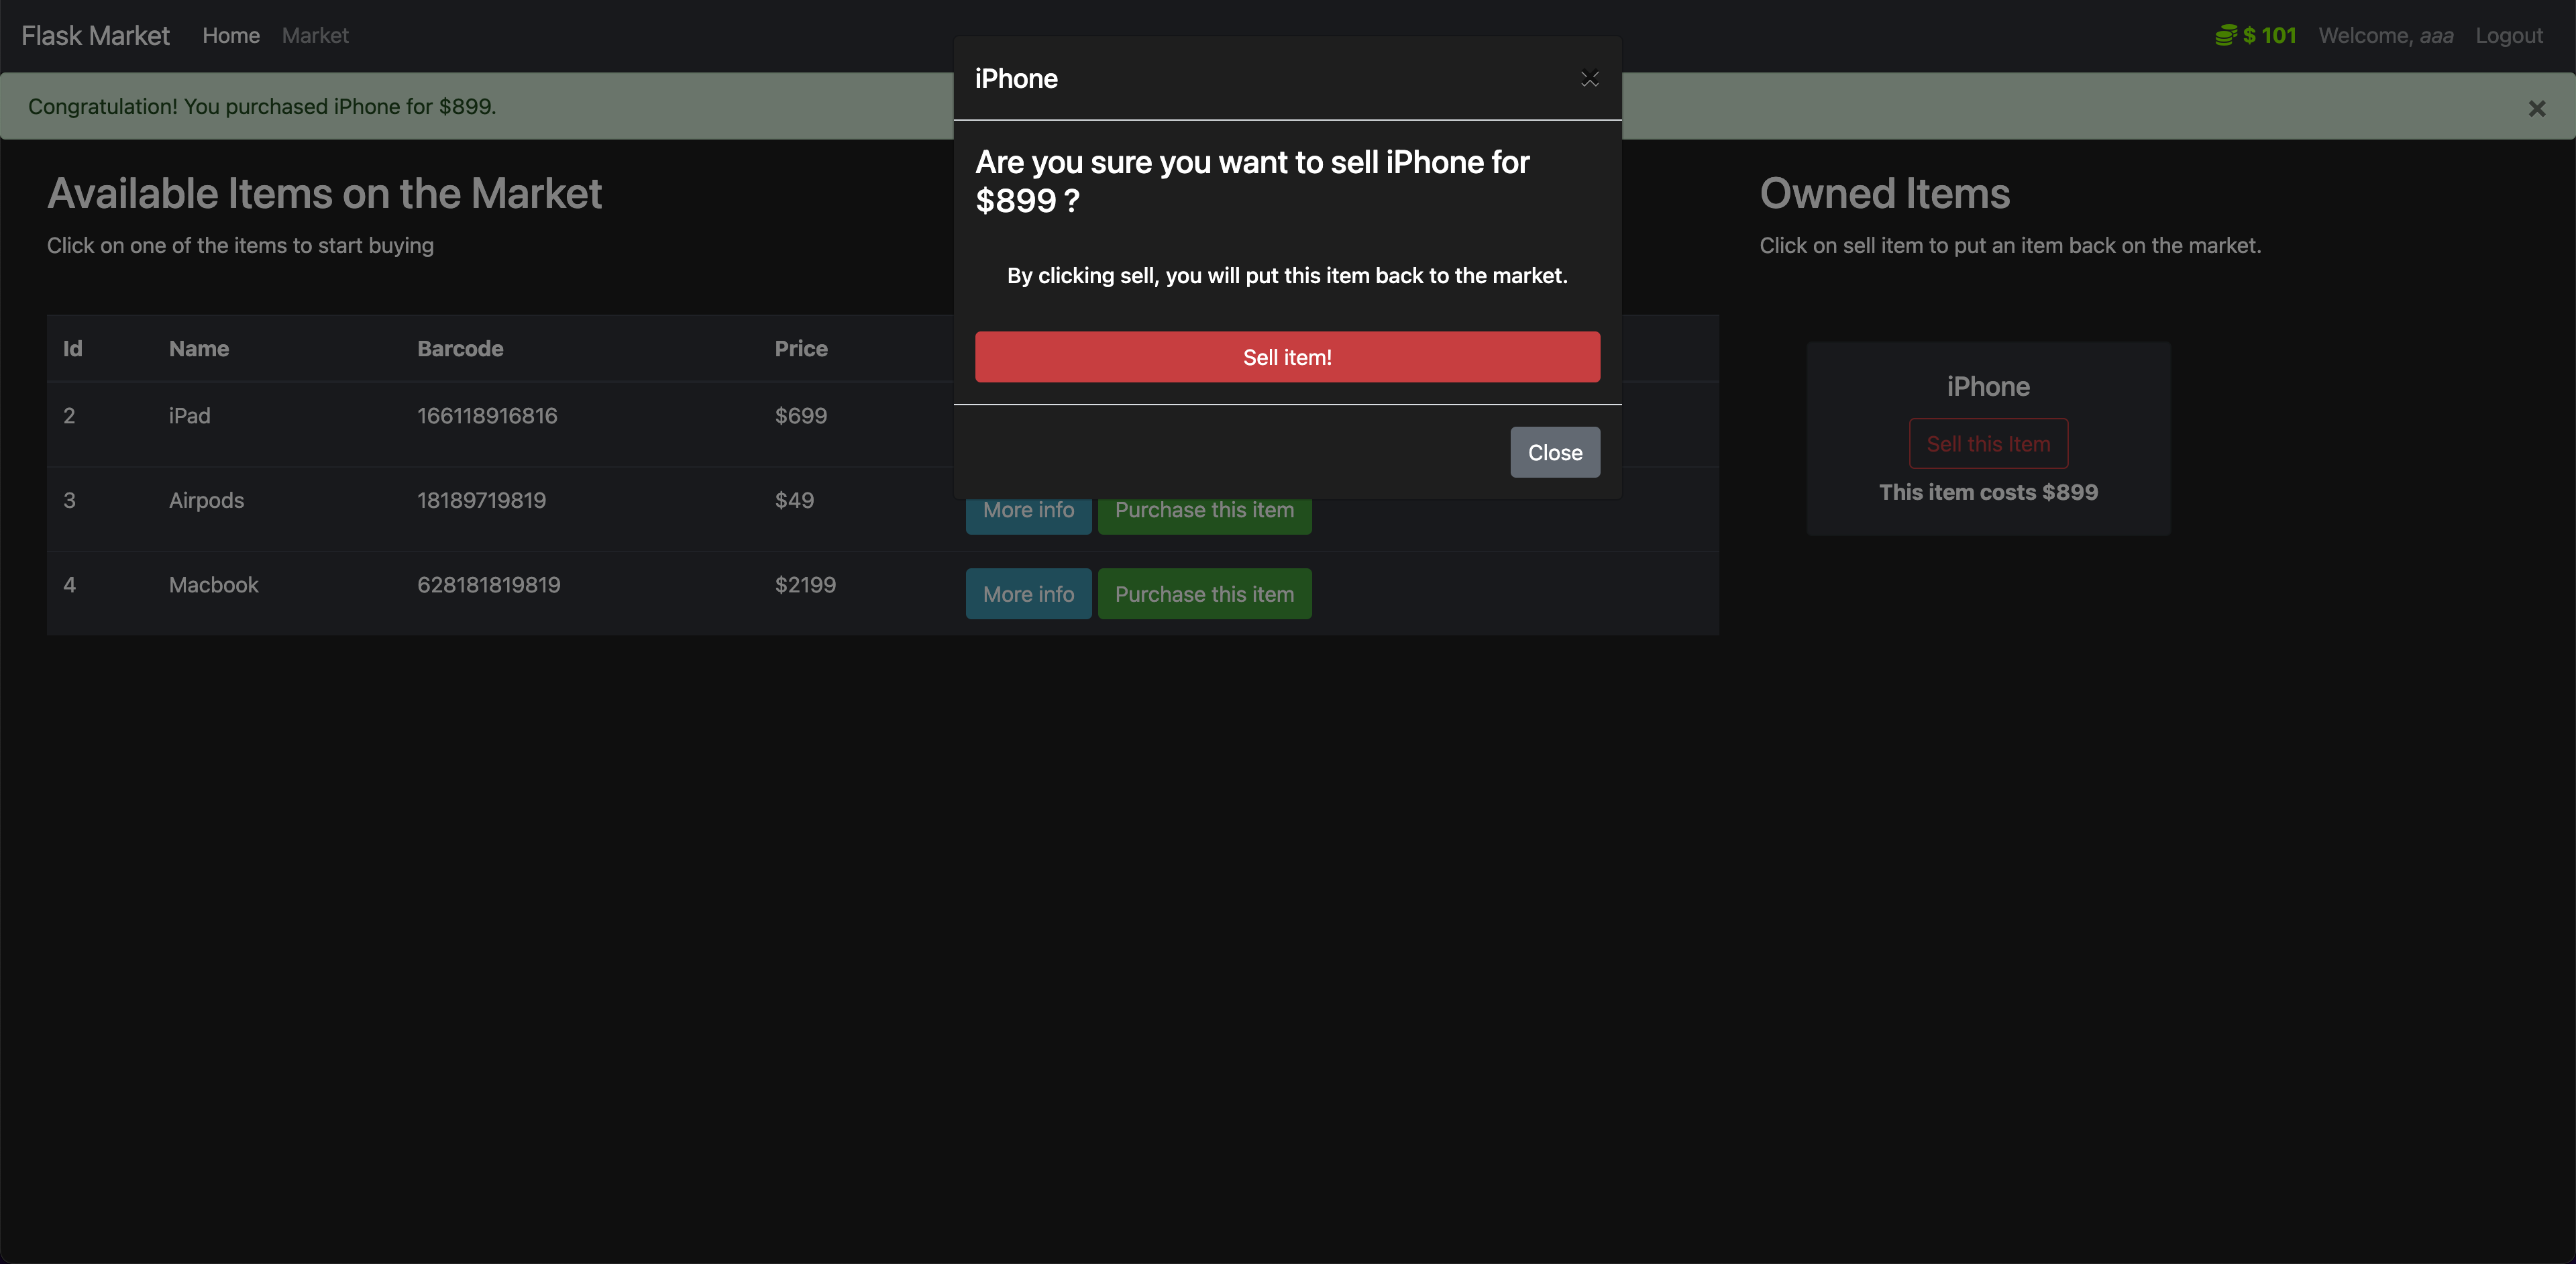 Flask Market Home Market $ 101 Welcome, aaa Logout
Congratulation! You purchased iPhone for $899. ×
iPhone ×
Are you sure you want to sell iPhone for
$899 ?
By clicking sell, you will put this item back to the market.
Sell item!
Close
Available Items on the Market
Click on one of the items to start buying
Id Name Barcode Price
2 iPad 166118916816 $699
3 Airpods 18189719819 $49 More info Purchase this item
4 Macbook 628181819819 $2199 More info Purchase this item
Owned Items
Click on sell item to put an item back on the market.
iPhone
Sell this Item
This item costs $899